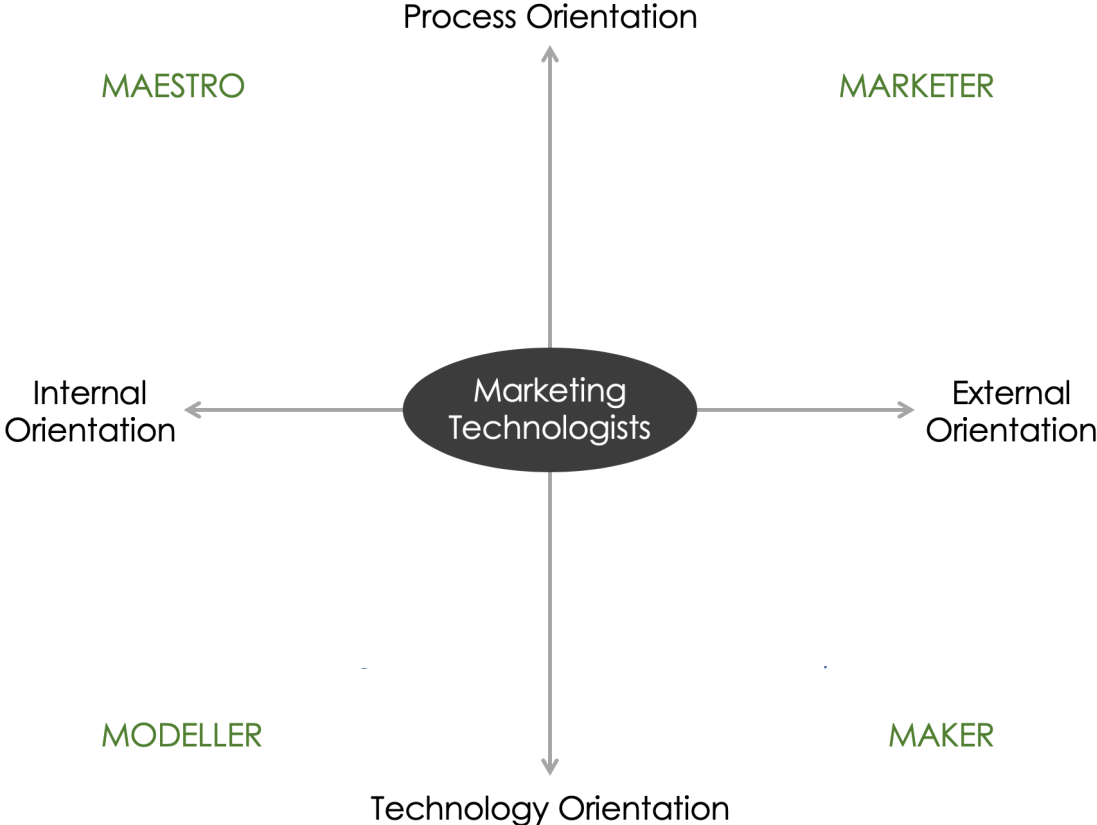 Process Orientation
MAESTRO
MARKETER
Internal
Orientation
Marketing
Technologists
External
Orientation
MODELLER
MAKER
Technology Orientation